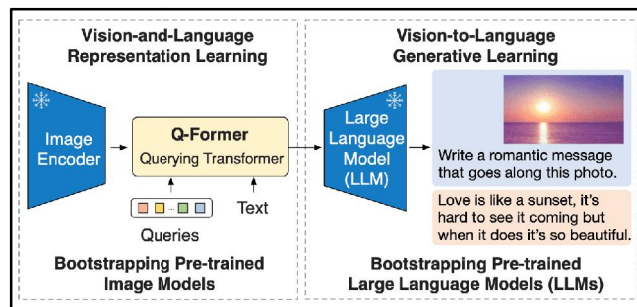 Vision-and-Language
Representation Learning
Image
Encoder
Q-Former
Querying Transformer
...
Queries
Text
Bootstrapping Pre-trained
Image Models
Vision-to-Language
Generative Learning
Large
Language
Model
(LLM)
Write a romantic message
that goes along this photo.
Love is like a sunset, it's
hard to see it coming but
when it does it's so beautiful.
Bootstrapping Pre-trained
Large Language Models (LLMs)